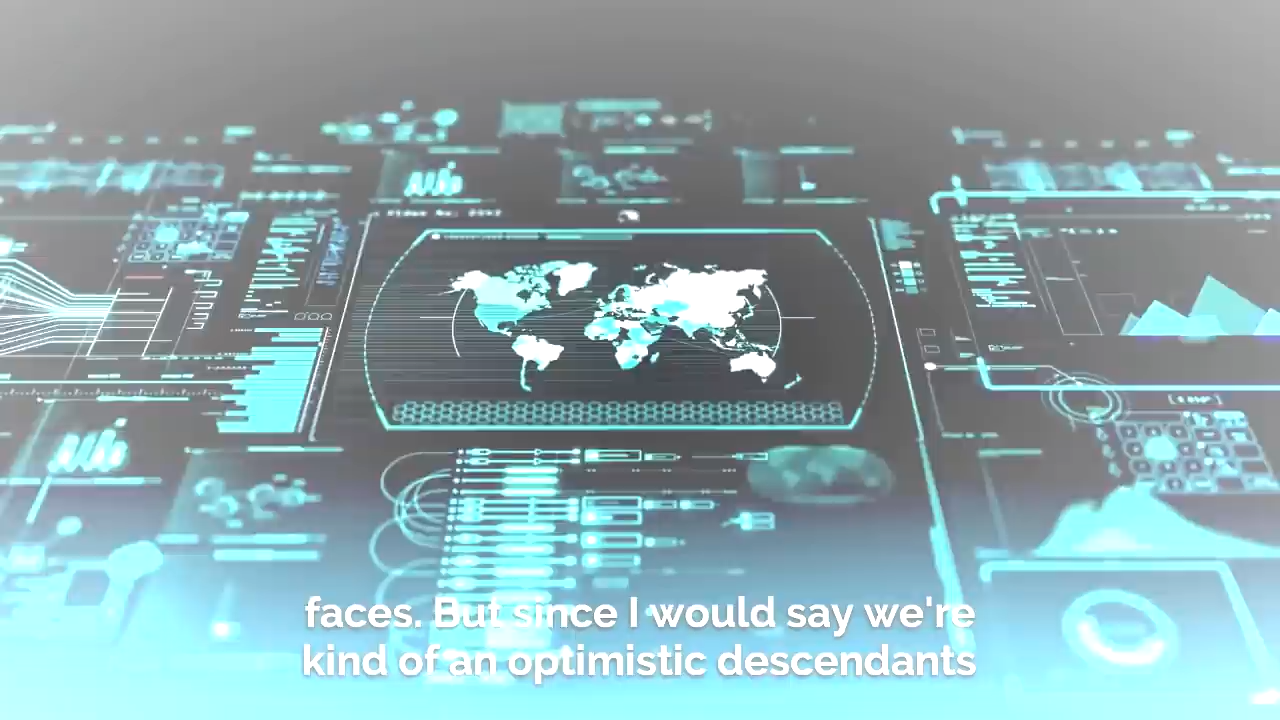 faces. But since I would say we're
kind of an optimistic descendants